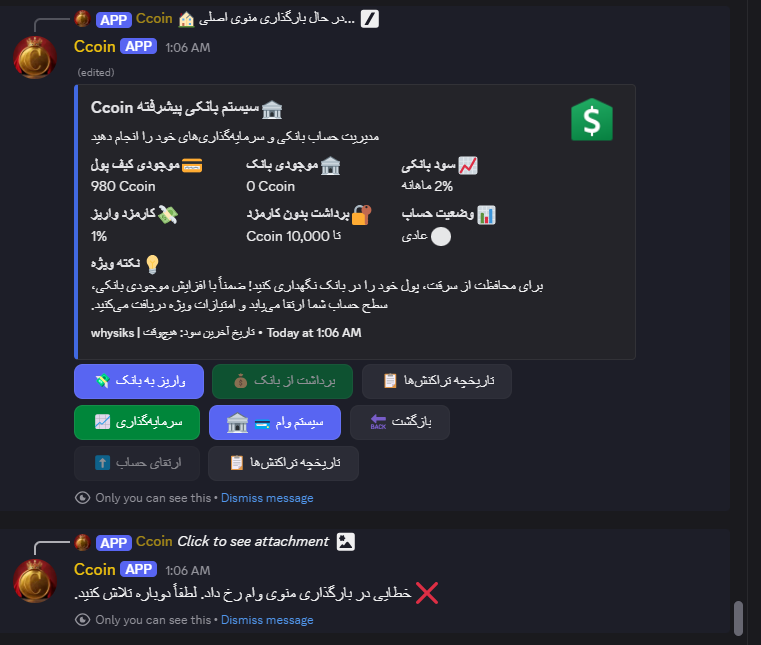 APP Ccoin 🏠 در حال بارگذاری منوی اصلی...
Ccoin APP 1:06 AM
(edited)
🏛️ سیستم بانکی پیشرفته Ccoin
مدیریت حساب بانکی و سرمایه‌گذاری‌های خود را انجام دهید
💳 موجودی کیف پول
980 Ccoin
🏛️ موجودی بانک
0 Ccoin
📈 سود بانکی
2% ماهانه
💸 کارمزد واریز
1%
🔐 برداشت بدون کارمزد
تا 10,000 Ccoin
📊 وضعیت حساب
⚪ عادی
💡 نکته ویژه
برای محافظت از سرقت، پول خود را در بانک نگهداری کنید! ضمناً با افزایش موجودی بانکی،
سطح حساب شما ارتقا می‌یابد و امتیازات ویژه دریافت می‌کنید.
whysiks | تاریخ آخرین سود: هیچوقت • Today at 1:06 AM
💸 واریز به بانک
💰 برداشت از بانک
📋 تاریخچه تراکنش‌ها
📈 سرمایه‌گذاری
🏛️ سیستم وام
🔙 بازگشت
⬆️ ارتقای حساب
📋 تاریخچه تراکنش‌ها
Only you can see this • Dismiss message
APP Ccoin Click to see attachment
Ccoin APP 1:06 AM
❌ خطایی در بارگذاری منوی وام رخ داد. لطفاً دوباره تلاش کنید.
Only you can see this • Dismiss message